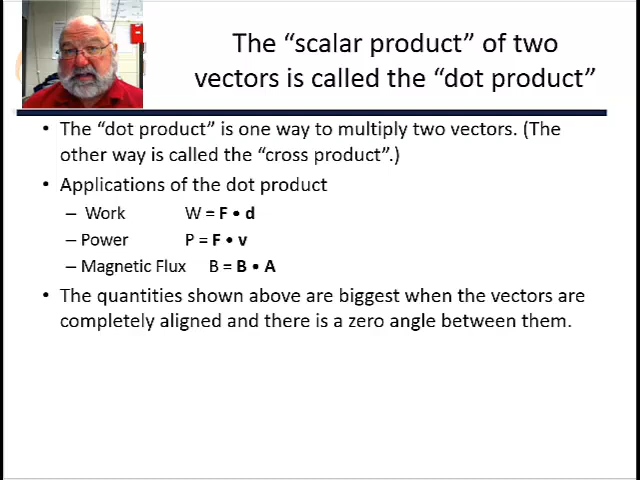 The “scalar product” of two
vectors is called the “dot product”
• The “dot product” is one way to multiply two vectors. (The
other way is called the “cross product”.)
• Applications of the dot product
– Work W = F • d
– Power P = F • v
– Magnetic Flux B = B • A
• The quantities shown above are biggest when the vectors are
completely aligned and there is a zero angle between them.